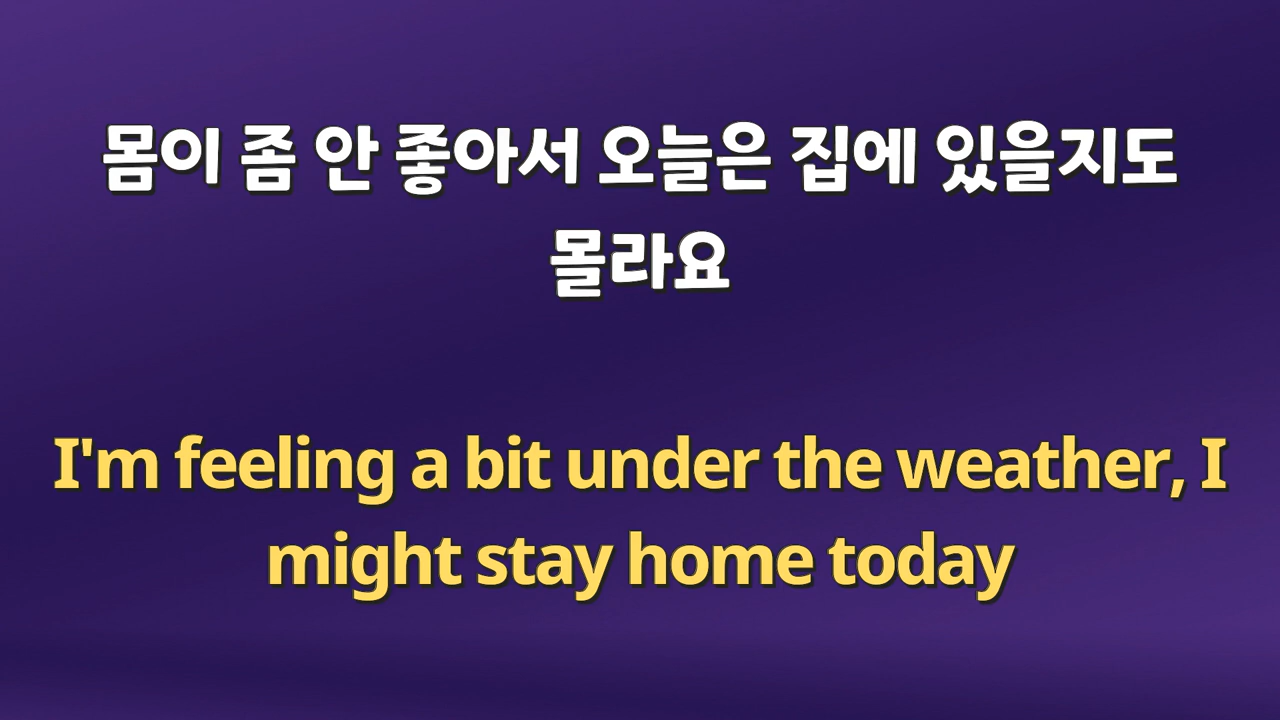 몸이 좀 안 좋아서 오늘은 집에 있을지도
몰라요
I'm feeling a bit under the weather, I
might stay home today